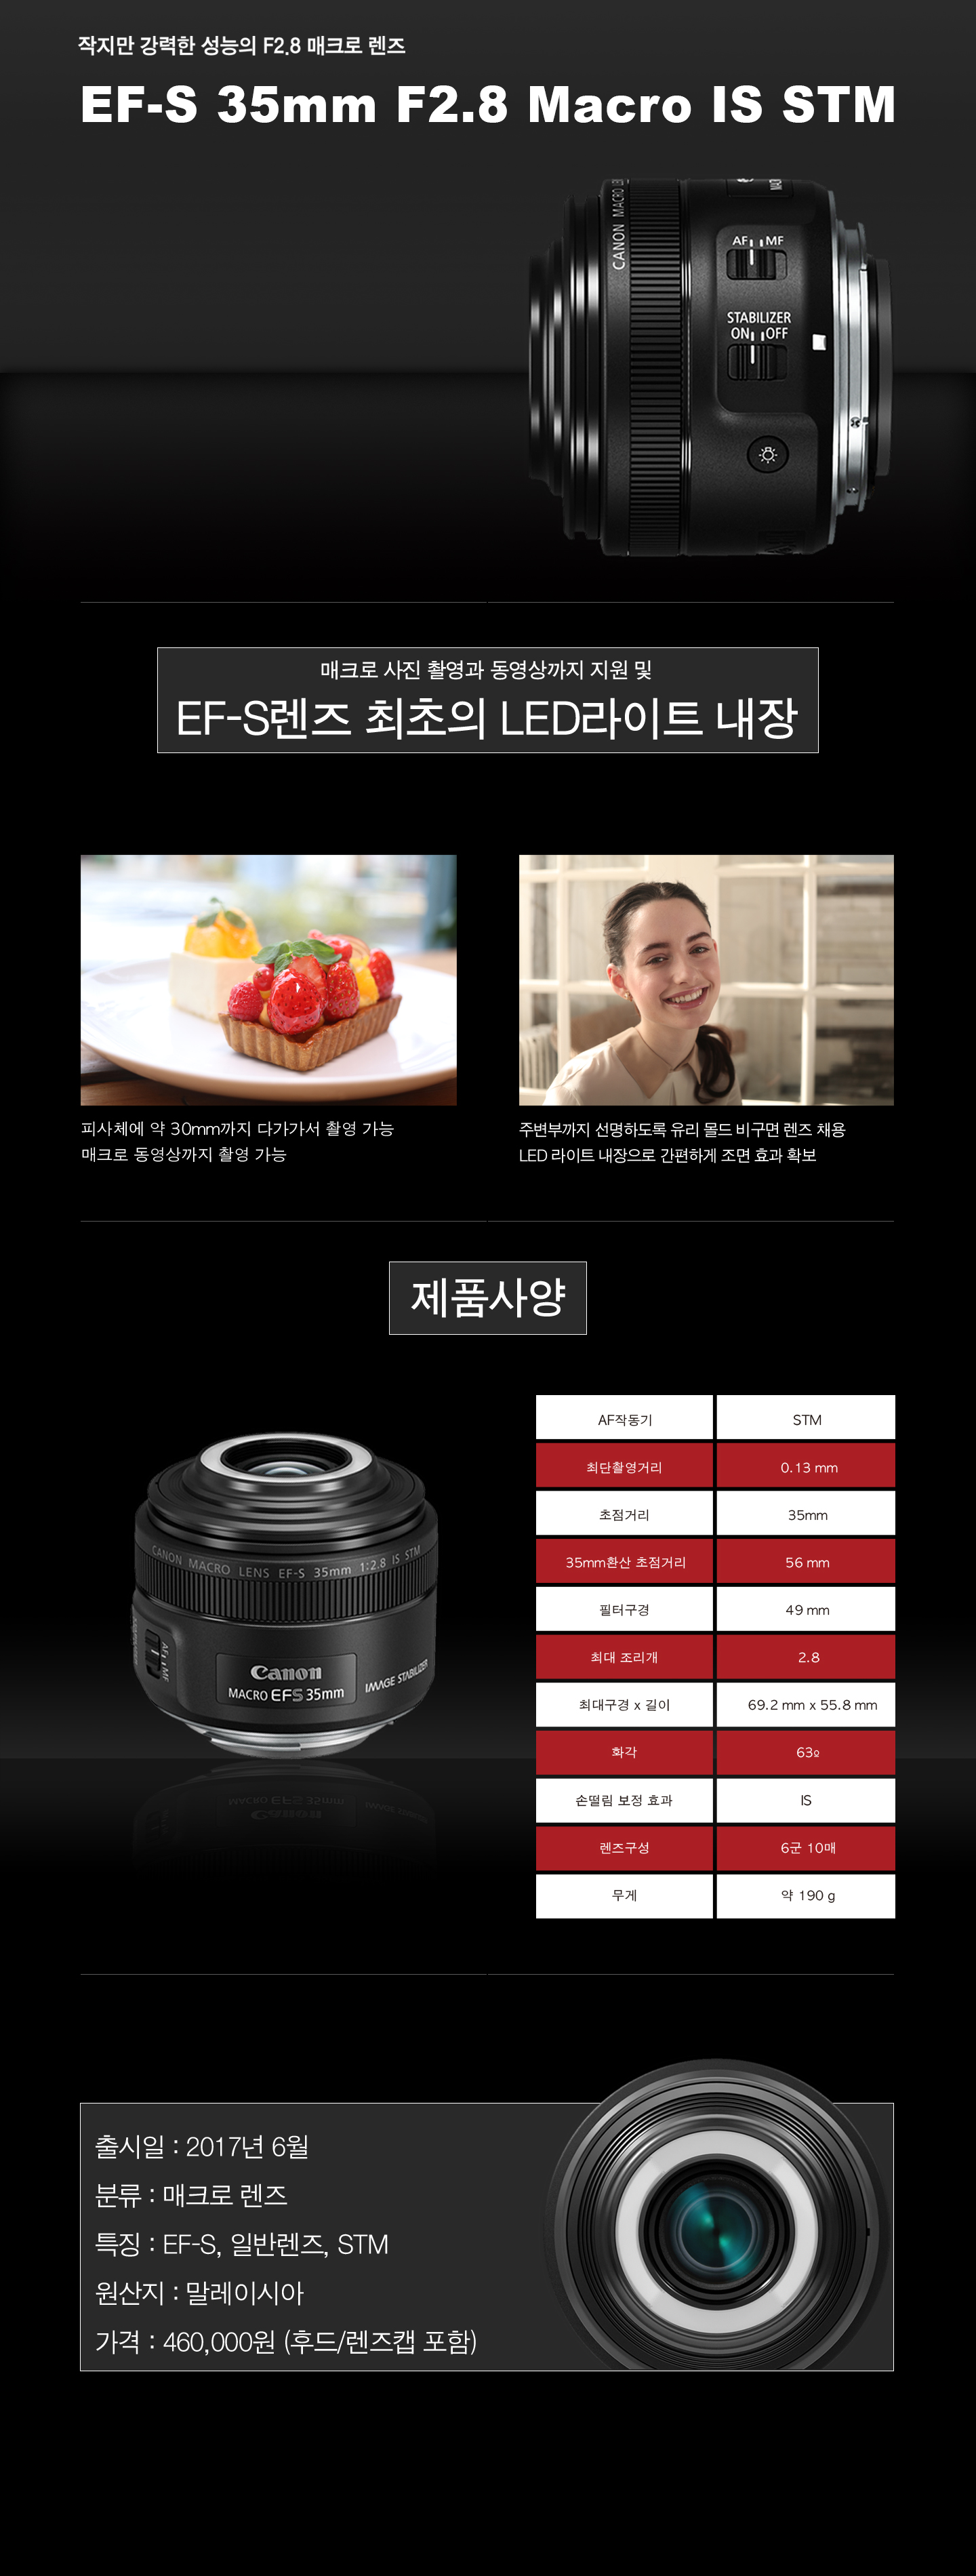 작지만 강력한 성능의 F2.8 매크로 렌즈
EF-S 35mm F2.8 Macro IS STM
CANON MACRO
AF MF
STABILIZER
ON OFF
매크로 사진 촬영과 동영상까지 지원 및
EF-S렌즈 최초의 LED라이트 내장
피사체에 약 30mm까지 다가가서 촬영 가능
매크로 동영상까지 촬영 가능
주변부까지 선명하도록 유리 몰드 비구면 렌즈 채용
LED 라이트 내장으로 간편하게 조면 효과 확보
제품사양
CANON MACRO LENS EF-S 35mm 1:2.8 IS STM
AF MF
Canon
MACRO EFS 35mm
IMAGE STABILIZER
AF작동기 STM
최단촬영거리 0.13 mm
초점거리 35mm
35mm환산 초점거리 56 mm
필터구경 49 mm
최대 조리개 2.8
최대구경 x 길이 69.2 mm x 55.8 mm
화각 63º
손떨림 보정 효과 IS
렌즈구성 6군 10매
무게 약 190 g
출시일 : 2017년 6월
분류 : 매크로 렌즈
특징 : EF-S, 일반렌즈, STM
원산지 : 말레이시아
가격 : 460,000원 (후드/렌즈캡 포함)